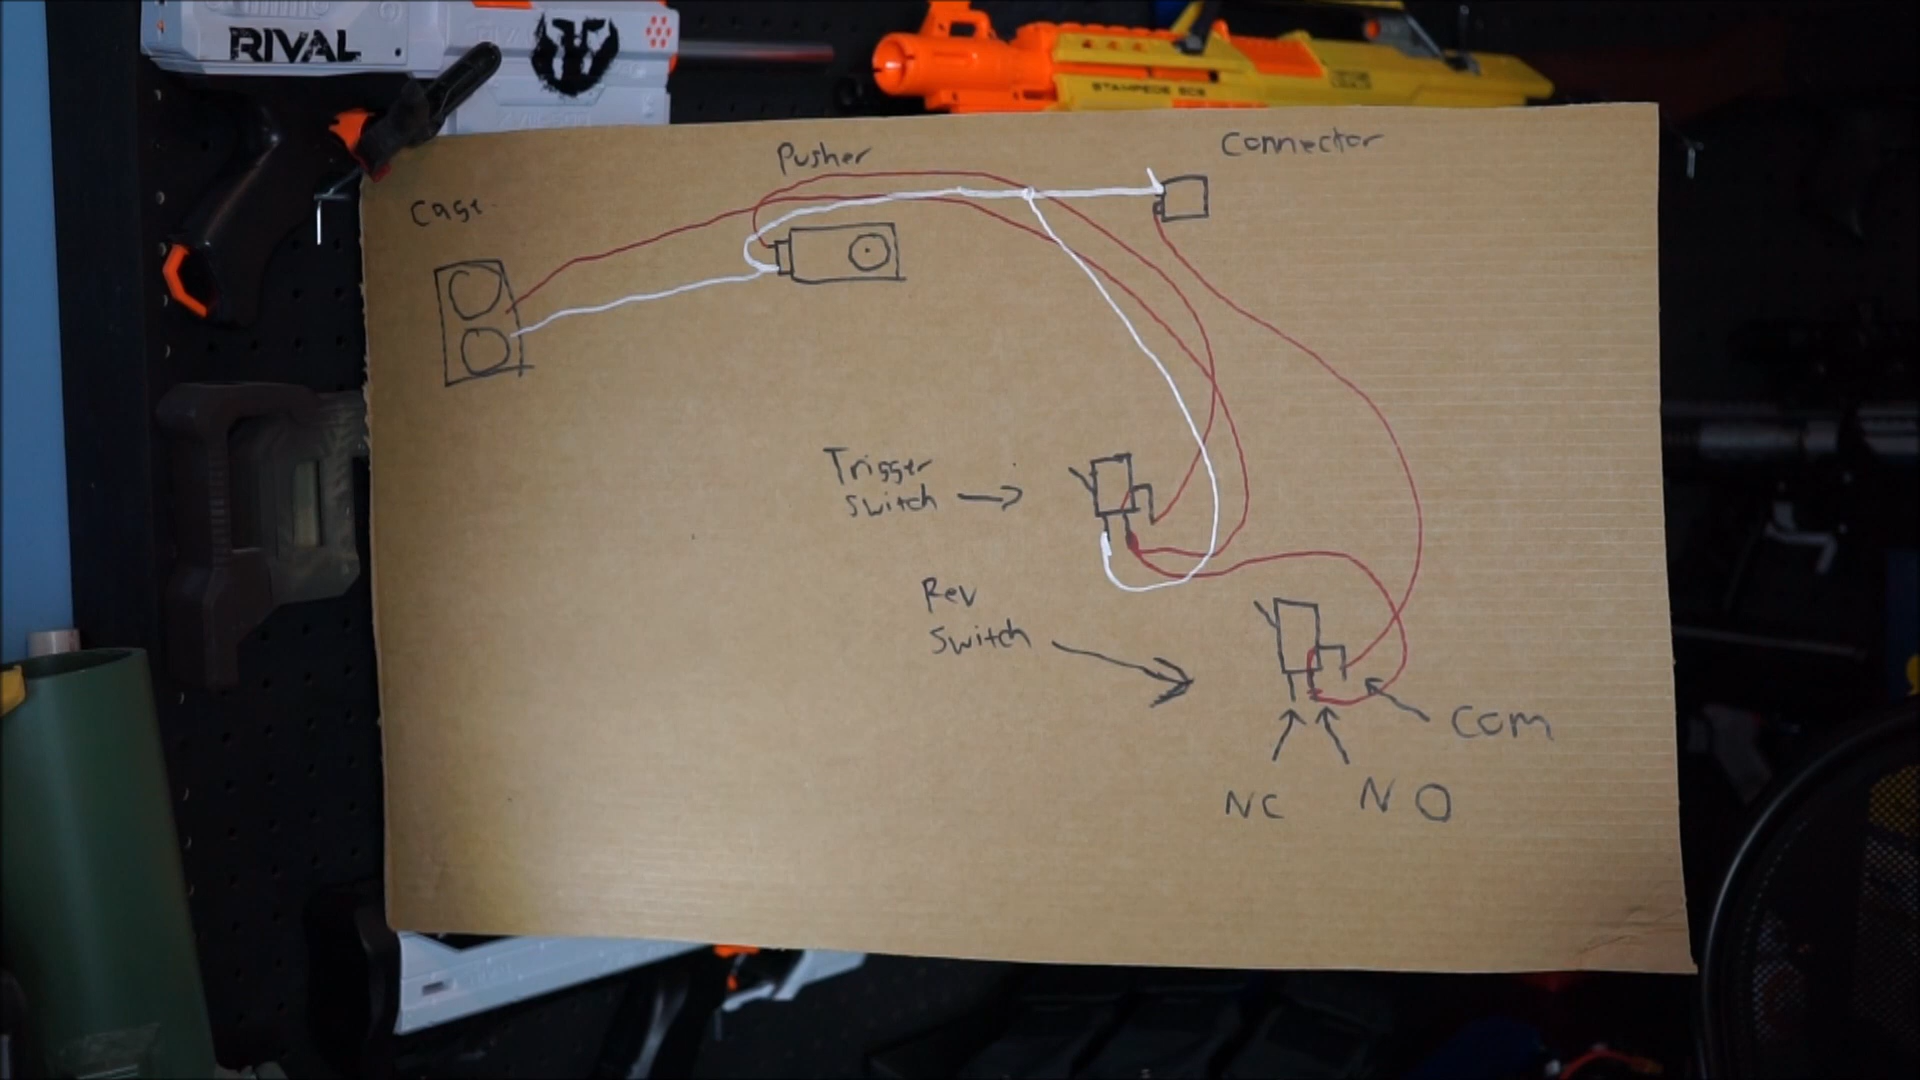 RIVAL
STAMPEDE ECS
Pusher
Connector
Cage
Trigger
Switch
Rev
Switch
Com
NC
NO